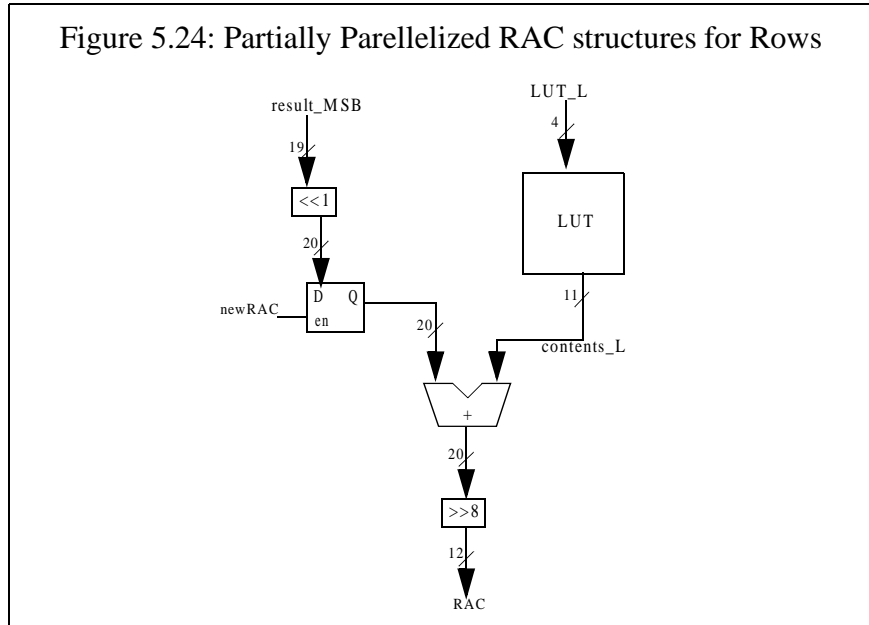 Figure 5.24: Partially Parellelized RAC structures for Rows
result_MSB
LUT_L
19
4
<<1
LUT
20
D Q
en
newRAC
11
20
contents_L
+
20
>>8
12
RAC